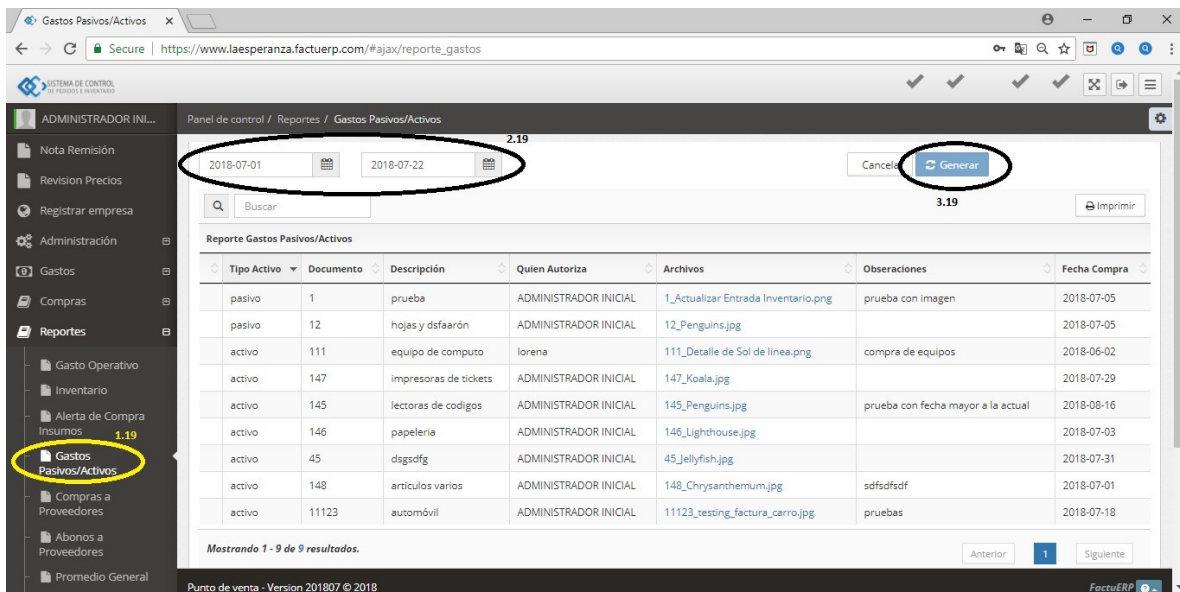 Gastos Pasivos/Activos
Secure | https://www.laesperanza.factuerp.com/#ajax/reporte_gastos
SISTEMA DE CONTROL
DE PEDIDOS E INVENTARIO
ADMINISTRADOR INI...
Panel de control / Reportes / Gastos Pasivos/Activos
Nota Remisión
Revision Precios
Registrar empresa
Administración
Gastos
Compras
Reportes
Gasto Operativo
Inventario
Alerta de Compra
Insumos
1.19
Gastos
Pasivos/Activos
Compras a
Proveedores
Abonos a
Proveedores
Promedio General
2.19
2018-07-01 2018-07-22 Cancela Generar
3.19
Buscar Imprimir
Reporte Gastos Pasivos/Activos
Tipo Activo Documento Descripción Quien Autoriza Archivos Obseraciones Fecha Compra
pasivo 1 prueba ADMINISTRADOR INICIAL 1_Actualizar Entrada Inventario.png prueba con imagen 2018-07-05
pasivo 12 hojas y dsfaarón ADMINISTRADOR INICIAL 12_Penguins.jpg 2018-07-05
activo 111 equipo de computo lorena 111_Detalle de Sol de linea.png compra de equipos 2018-06-02
activo 147 impresoras de tickets ADMINISTRADOR INICIAL 147_Koala.jpg 2018-07-29
activo 145 lectoras de codigos ADMINISTRADOR INICIAL 145_Penguins.jpg prueba con fecha mayor a la actual 2018-08-16
activo 146 papeleria ADMINISTRADOR INICIAL 146_Lighthouse.jpg 2018-07-03
activo 45 dsgsdfg ADMINISTRADOR INICIAL 45_Jellyfish.jpg 2018-07-31
activo 148 articulos varios ADMINISTRADOR INICIAL 148_Chrysanthemum.jpg sdfsdfsdf 2018-07-01
activo 11123 automóvil ADMINISTRADOR INICIAL 11123_testing_factura_carro.jpg pruebas 2018-07-18
Mostrando 1 - 9 de 9 resultados.
Anterior 1 Siguiente
Punto de venta - Version 201807 © 2018 FactuERP